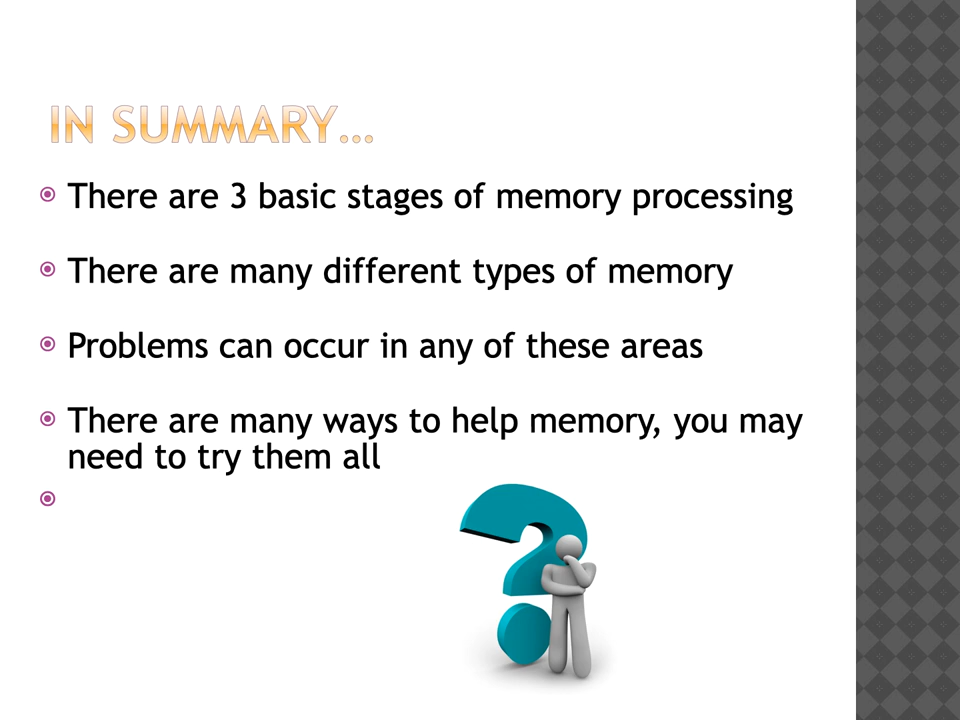 IN SUMMARY...
There are 3 basic stages of memory processing
There are many different types of memory
Problems can occur in any of these areas
There are many ways to help memory, you may
need to try them all